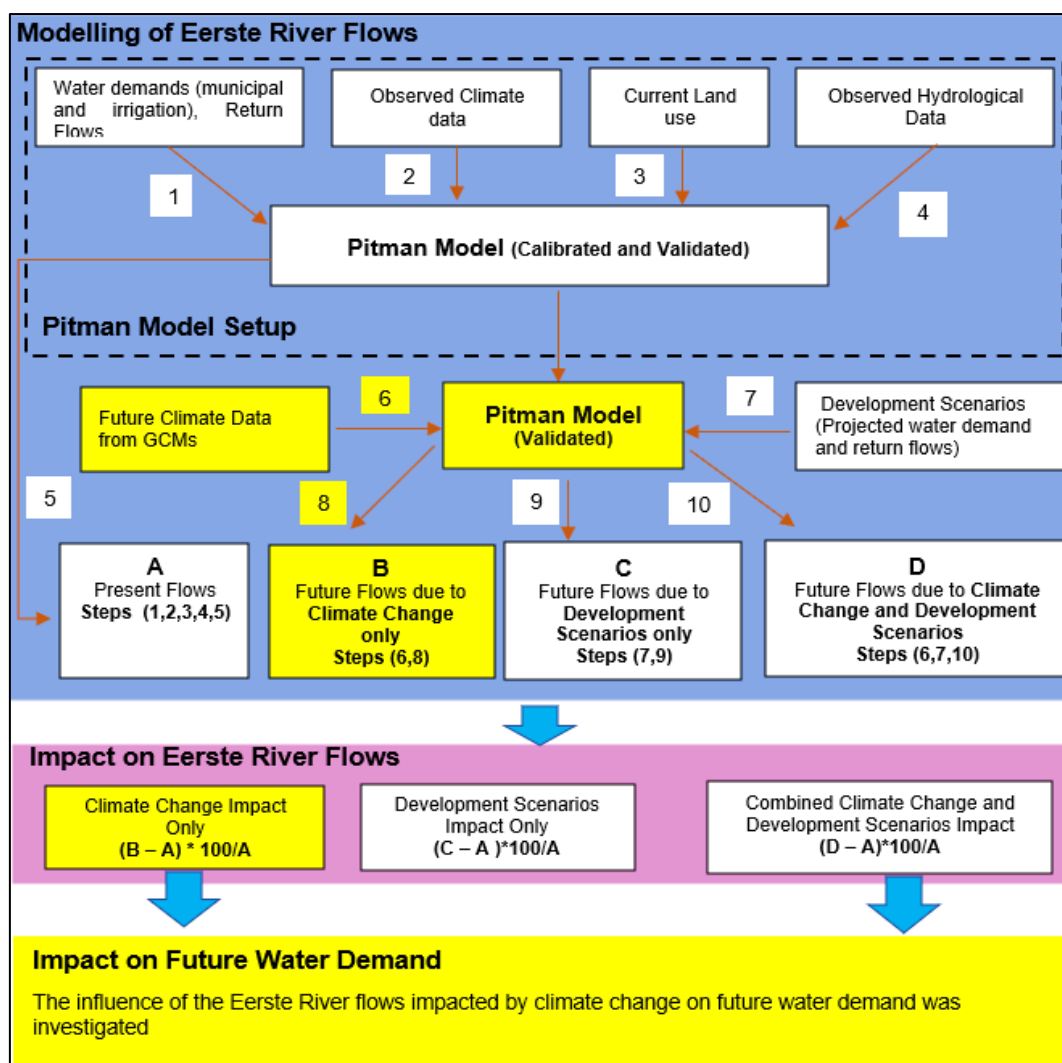 Modelling of Eerste River Flows
Water demands (municipal
and irrigation), Return
Flows
Observed Climate
data
Current Land
use
Observed Hydrological
Data
1
2
3
4
Pitman Model (Calibrated and Validated)
Pitman Model Setup
Future Climate Data
from GCMs
6
Pitman Model
(Validated)
7
Development Scenarios
(Projected water demand
and return flows)
5
8
9
10
A
Present Flows
Steps (1,2,3,4,5)
B
Future Flows due to
Climate Change
only
Steps (6,8)
C
Future Flows due to
Development
Scenarios only
Steps (7,9)
D
Future Flows due to Climate
Change and Development
Scenarios
Steps (6,7,10)
Impact on Eerste River Flows
Climate Change Impact
Only
(B – A) * 100/A
Development Scenarios
Impact Only
(C – A )*100/A
Combined Climate Change and
Development Scenarios Impact
(D – A)*100/A
Impact on Future Water Demand
The influence of the Eerste River flows impacted by climate change on future water demand was
investigated